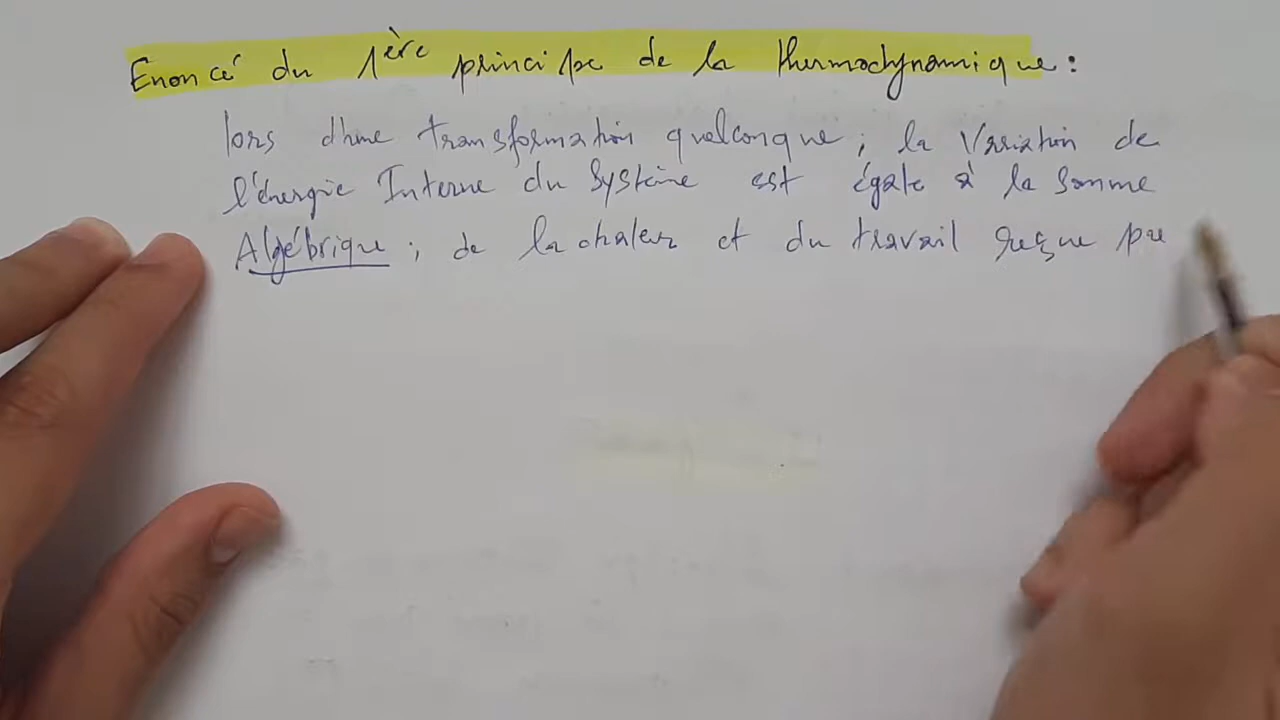 Enoncé du 1ère principe de la thermodynamique :
lors d'une transformation quelconque ; la Variation de
l'énergie Interne du Système est égale à la Somme
Algébrique ; de la chaleur et du travail reçue par